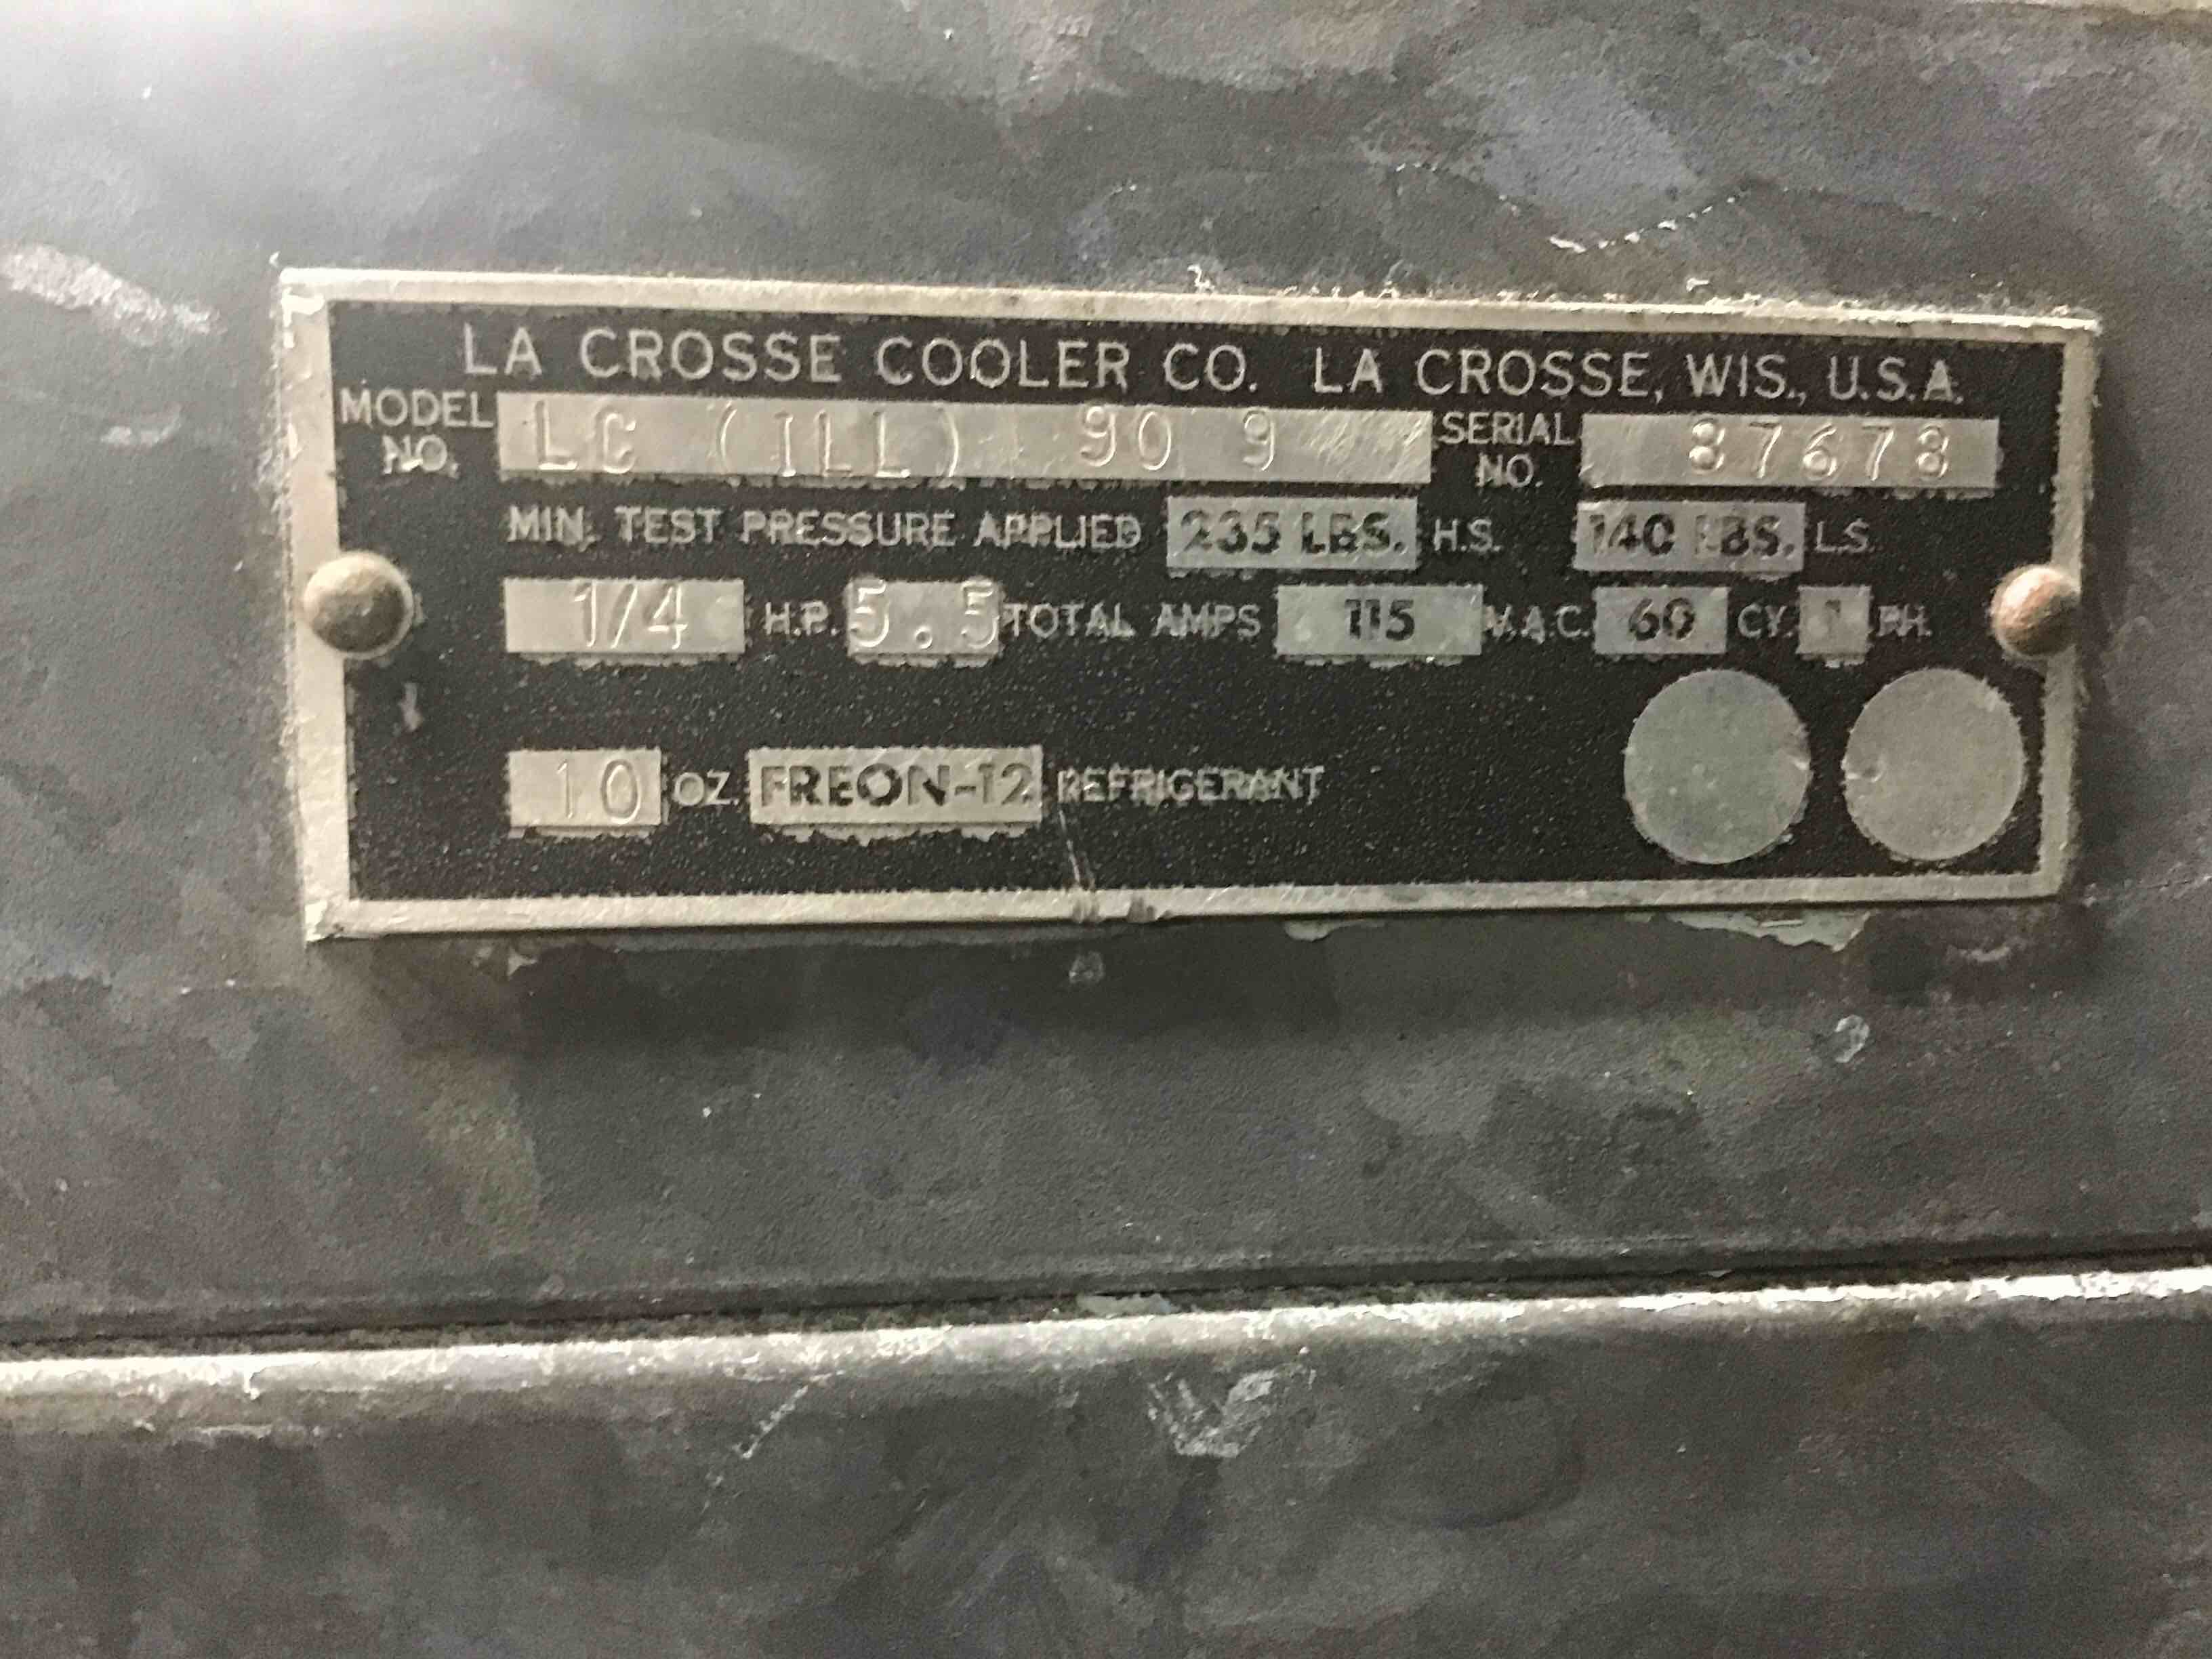 LA CROSSE COOLER CO. LA CROSSE, WIS., U.S.A.
MODEL NO. LC (ILL) 90 9 SERIAL NO. 87678
MIN. TEST PRESSURE APPLIED 235 LBS. H.S. 140 LBS. L.S.
1/4 H.P. 5.5 TOTAL AMPS 115 V.A.C. 60 CY. 1 PH.
10 OZ. FREON-12 REFRIGERANT